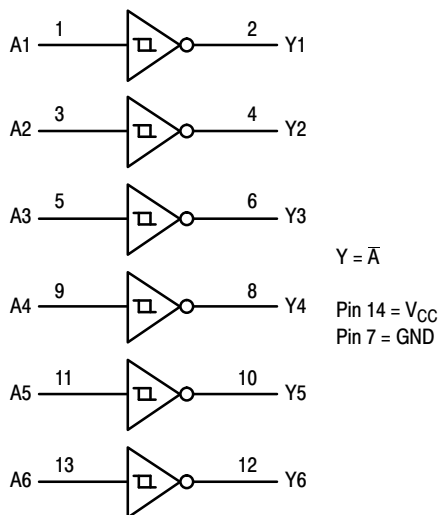 A1 1 2 Y1
A2 3 4 Y2
A3 5 6 Y3
Y = A̅
A4 9 8 Y4
Pin 14 = VCC
Pin 7 = GND
A5 11 10 Y5
A6 13 12 Y6